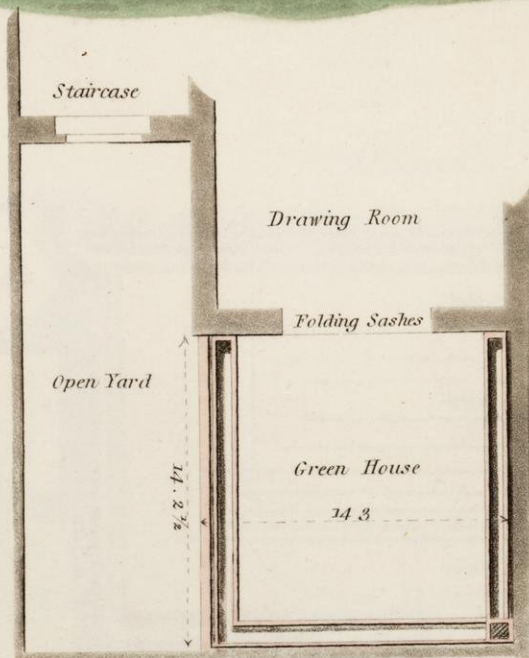 Staircase
Drawing Room
Folding Sashes
Open Yard
14. 2 ½
Green House
14 3